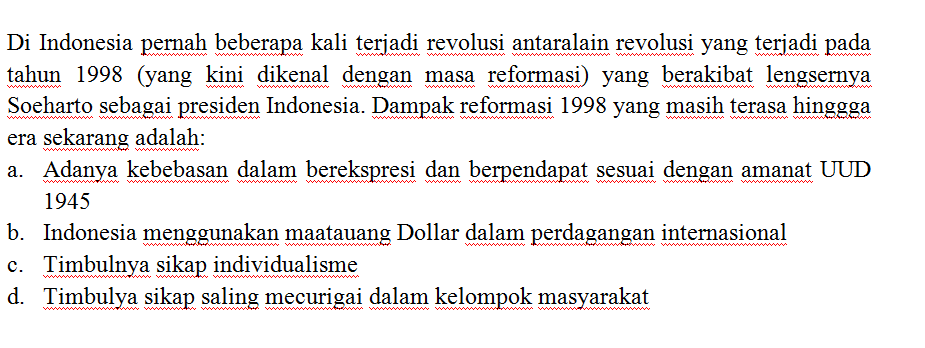 Di Indonesia pernah beberapa kali terjadi revolusi antaralain revolusi yang terjadi pada
tahun 1998 (yang kini dikenal dengan masa reformasi) yang berakibat lengsernya
Soeharto sebagai presiden Indonesia. Dampak reformasi 1998 yang masih terasa hinggga
era sekarang adalah:
a. Adanya kebebasan dalam berekspresi dan berpendapat sesuai dengan amanat UUD
1945
b. Indonesia menggunakan maatauang Dollar dalam perdagangan internasional
c. Timbulnya sikap individualisme
d. Timbulya sikap saling mecurigai dalam kelompok masyarakat